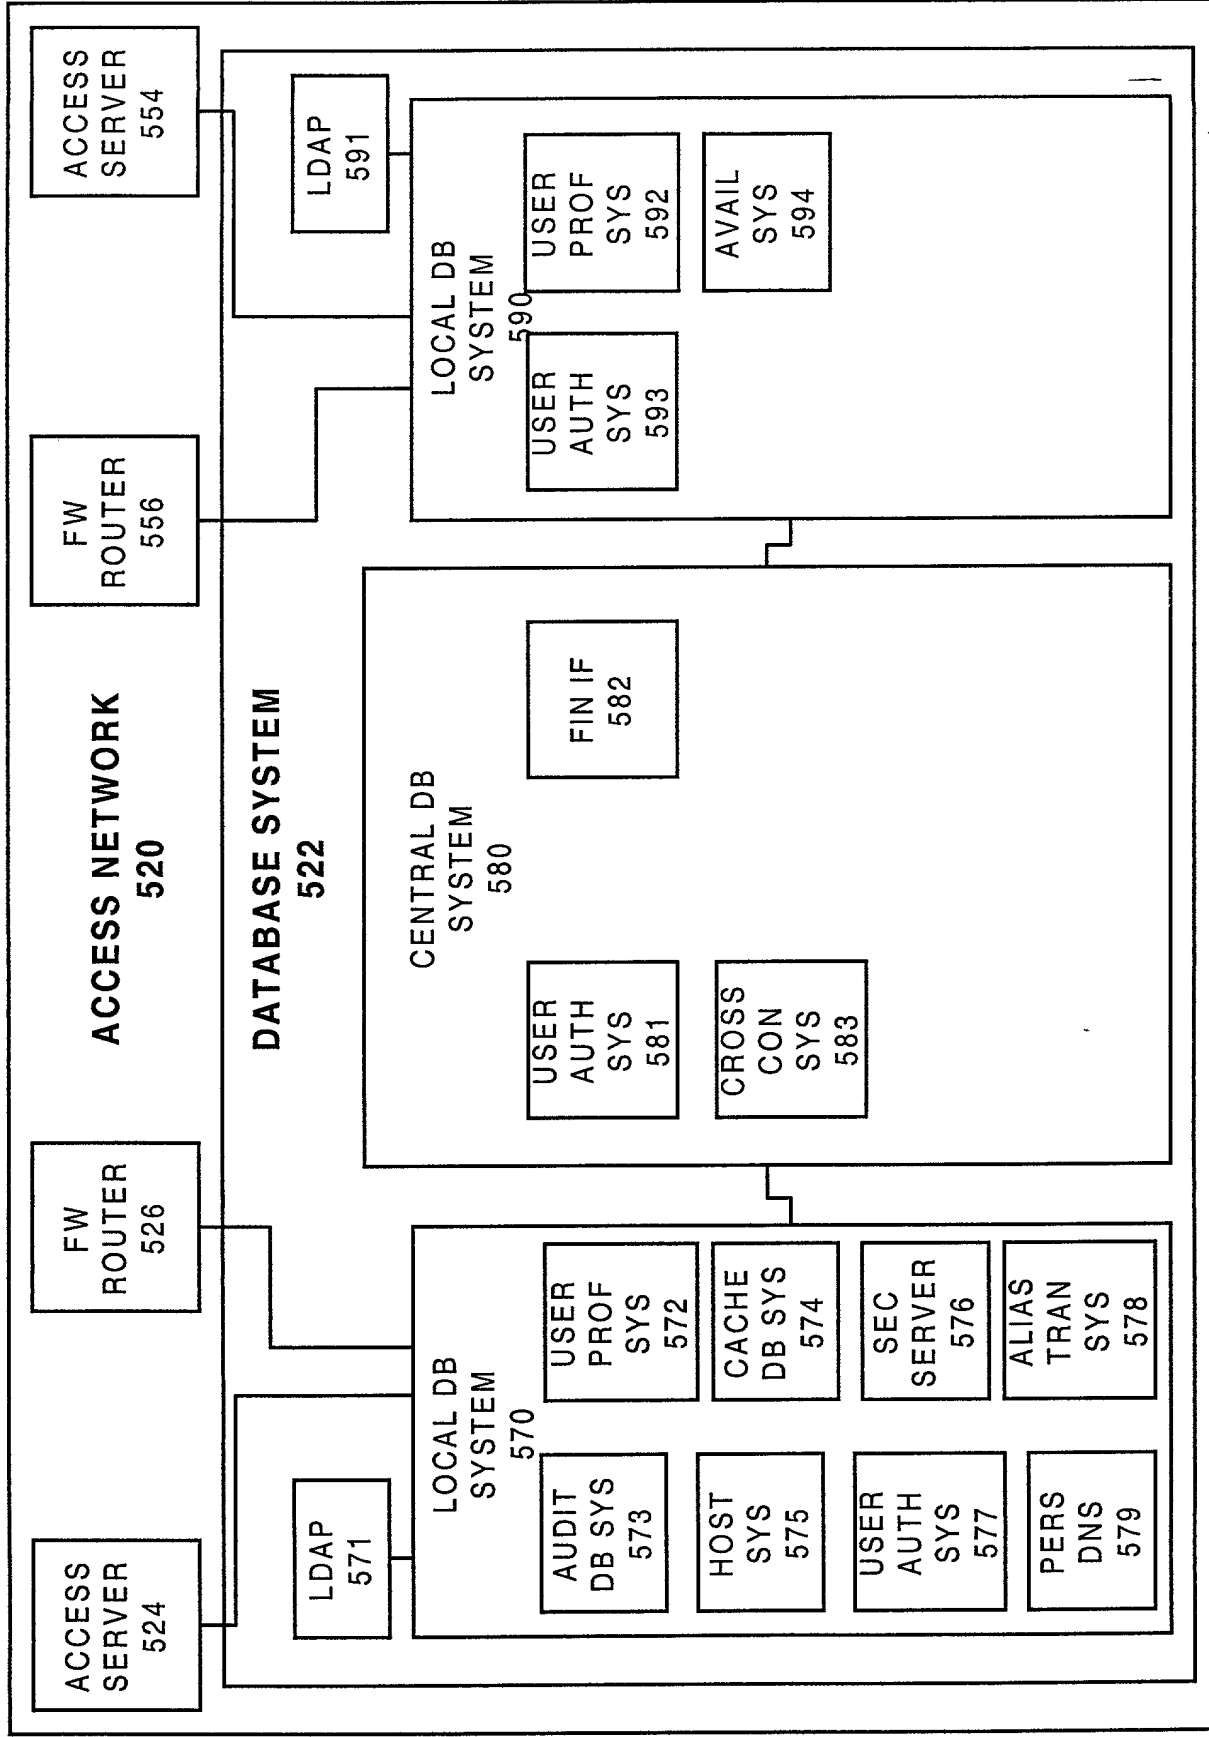 ACCESS NETWORK
520
ACCESS
SERVER
524
FW
ROUTER
526
FW
ROUTER
556
ACCESS
SERVER
554
DATABASE SYSTEM
522
LDAP
571
LOCAL DB
SYSTEM
570
AUDIT
DB SYS
573
USER
PROF
SYS
572
HOST
SYS
575
CACHE
DB SYS
574
USER
AUTH
SYS
577
SEC
SERVER
576
PERS
DNS
579
ALIAS
TRAN
SYS
578
CENTRAL DB
SYSTEM
580
USER
AUTH
SYS
581
FIN IF
582
CROSS
CON
SYS
583
LDAP
591
LOCAL DB
SYSTEM
590
USER
AUTH
SYS
593
USER
PROF
SYS
592
AVAIL
SYS
594